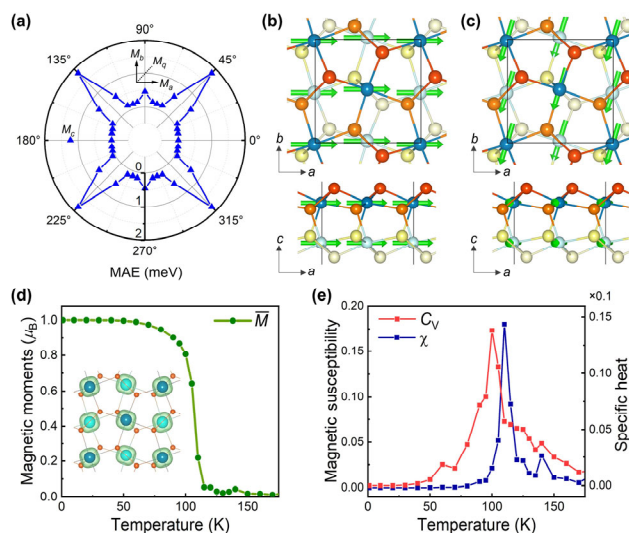 (a)
90°
135°
45°
M_b
M_q
M_a
180°
M_c
0°
0
1
2
225°
315°
270°
MAE (meV)
(b)
b
a
c
a
(c)
b
a
c
a
(d)
Magnetic moments (μ_B)
1.0
0.8
0.6
0.4
0.2
0.0
M̅
0 50 100 150
Temperature (K)
(e)
Magnetic susceptibility
0.20
0.15
0.10
0.05
0.00
C_V
χ
×0.1
0.15
0.10
0.05
0.00
Specific heat
0 50 100 150
Temperature (K)